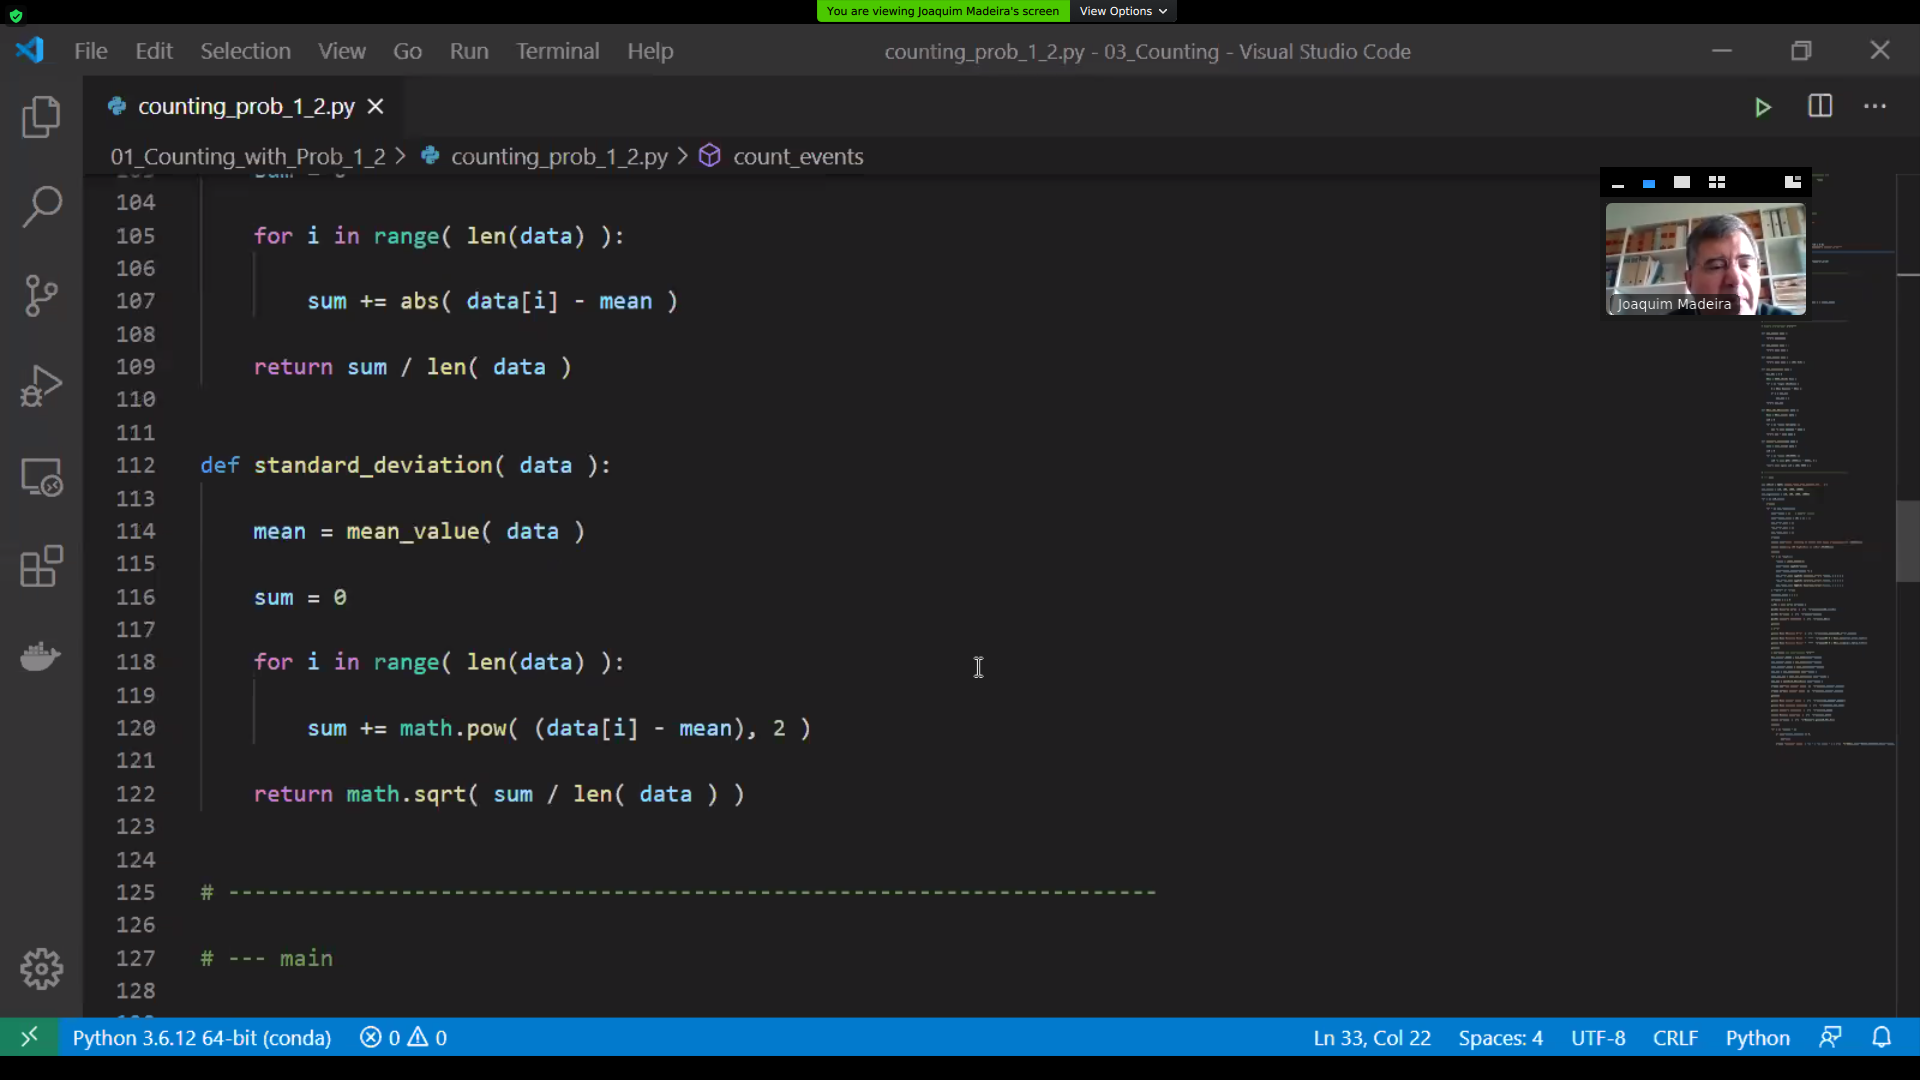 You are viewing Joaquim Madeira's screen View Options
File Edit Selection View Go Run Terminal Help counting_prob_1_2.py - 03_Counting - Visual Studio Code
counting_prob_1_2.py
01_Counting_with_Prob_1_2 > counting_prob_1_2.py > count_events
104
105 for i in range( len(data) ):
106
107 sum += abs( data[i] - mean )
108
109 return sum / len( data )
110
111
112 def standard_deviation( data ):
113
114 mean = mean_value( data )
115
116 sum = 0
117
118 for i in range( len(data) ):
119
120 sum += math.pow( (data[i] - mean), 2 )
121
122 return math.sqrt( sum / len( data ) )
123
124
125 # ----------------------------------------------------------------------
126
127 # --- main
128
Joaquim Madeira
Python 3.6.12 64-bit (conda) 0 0 Ln 33, Col 22 Spaces: 4 UTF-8 CRLF Python